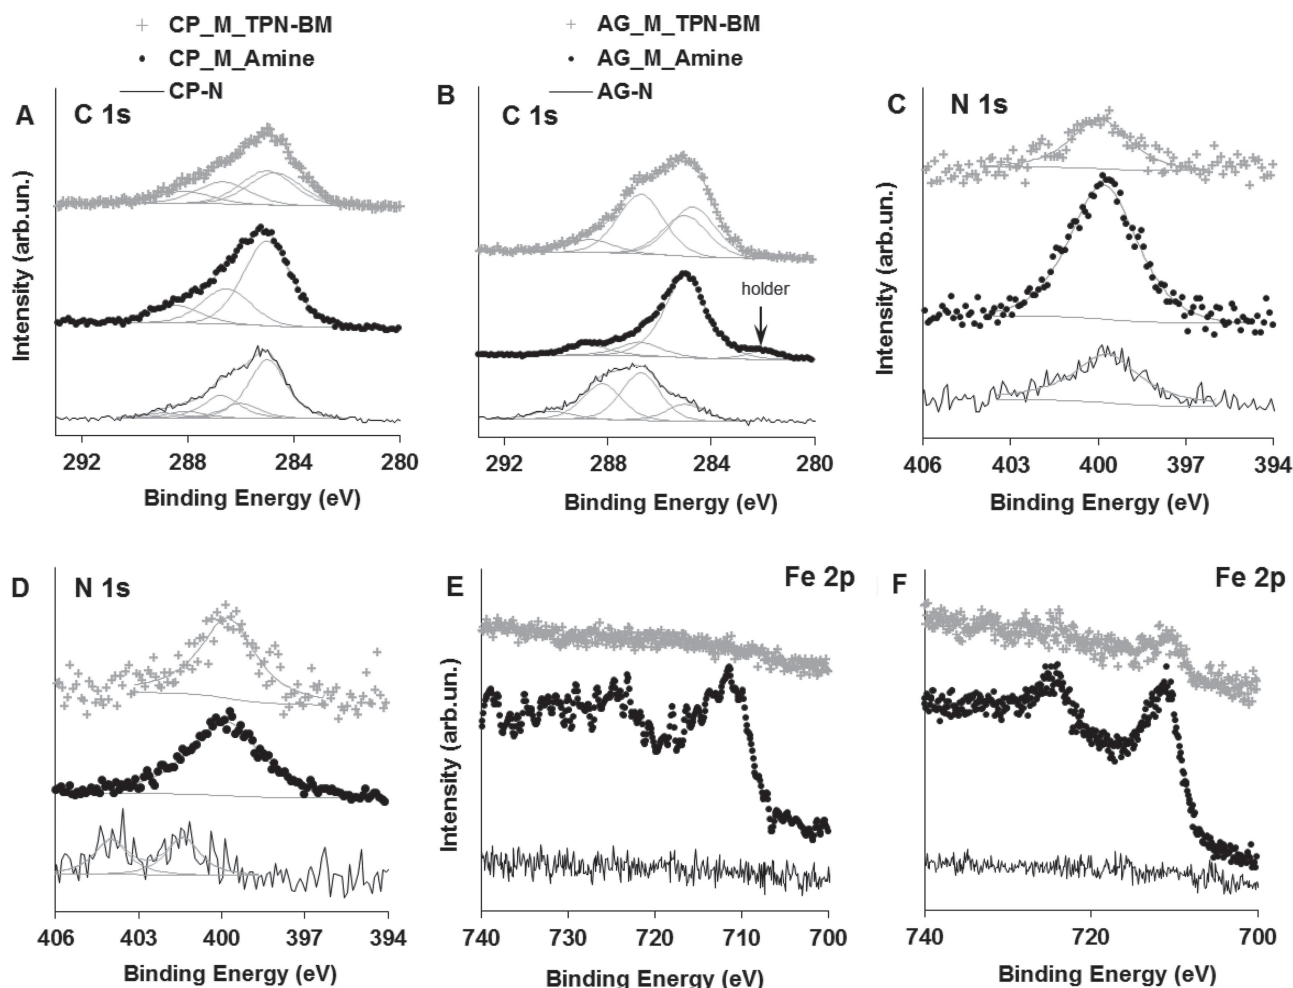 CP_M_TPN-BM
CP_M_Amine
CP-N
AG_M_TPN-BM
AG_M_Amine
AG-N
A
C 1s
Intensity (arb.un.)
292 288 284 280
Binding Energy (eV)
B
C 1s
holder
292 288 284 280
Binding Energy (eV)
C
N 1s
Intensity (arb.un.)
406 403 400 397 394
Binding Energy (eV)
D
N 1s
406 403 400 397 394
Binding Energy (eV)
E
Fe 2p
Intensity (arb.un.)
740 730 720 710 700
Binding Energy (eV)
F
Fe 2p
740 720 700
Binding Energy (eV)